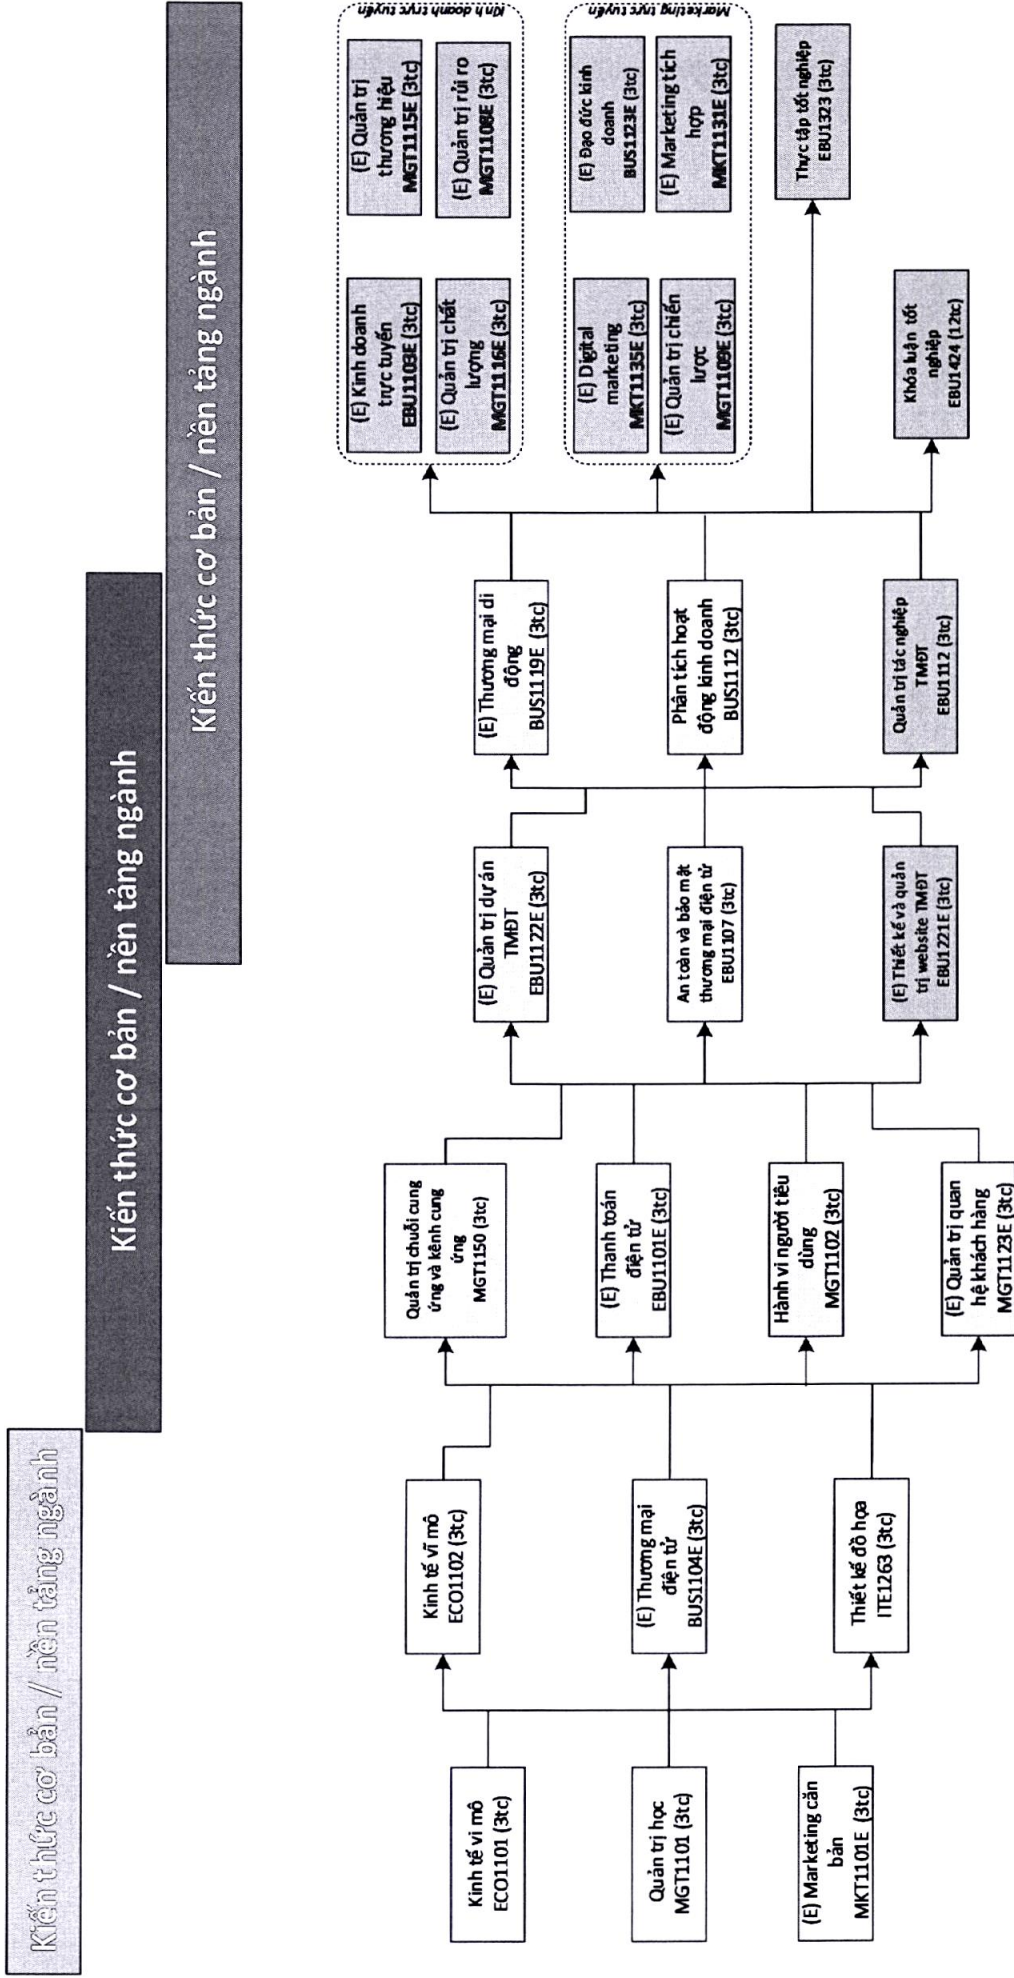 Kiến thức cơ bản / nền tảng ngành
Kiến thức cơ bản / nền tảng ngành
Kiến thức cơ bản / nền tảng ngành
Kinh tế vi mô
ECO1101 (3tc)
Quản trị học
MGT1101 (3tc)
(E) Marketing căn
bản
MKT1101E (3tc)
Kinh tế vĩ mô
ECO1102 (3tc)
(E) Thương mại
điện tử
BUS1104E (3tc)
Thiết kế đồ họa
ITE1263 (3tc)
Quản trị chuỗi cung
ứng và kênh cung
ứng
MGT1150 (3tc)
(E) Thanh toán
điện tử
EBU1101E (3tc)
Hành vi người tiêu
dùng
MGT1102 (3tc)
(E) Quản trị quan
hệ khách hàng
MGT1123E (3tc)
(E) Quản trị dự án
TMĐT
EBU1122E (3tc)
An toàn và bảo mật
thương mại điện tử
EBU1107 (3tc)
(E) Thiết kế và quản
trị website TMĐT
EBU1221E (3tc)
(E) Thương mại di
động
BUS1119E (3tc)
Phân tích hoạt
động kinh doanh
BUS1112 (3tc)
Quản trị tác nghiệp
TMĐT
EBU1112 (3tc)
(E) Kinh doanh
trực tuyến
EBU1103E (3tc)
(E) Quản trị
thương hiệu
MGT1115E (3tc)
(E) Quản trị chất
lượng
MGT1116E (3tc)
(E) Quản trị rủi ro
MGT1108E (3tc)
Kinh doanh trực tuyến
(E) Digital
marketing
MKT1135E (3tc)
(E) Đạo đức kinh
doanh
BUS1123E (3tc)
(E) Quản trị chiến
lược
MGT1109E (3tc)
(E) Marketing tích
hợp
MKT1131E (3tc)
Marketing trực tuyến
Thực tập tốt nghiệp
EBU1323 (3tc)
Khóa luận tốt
nghiệp
EBU1424 (12tc)